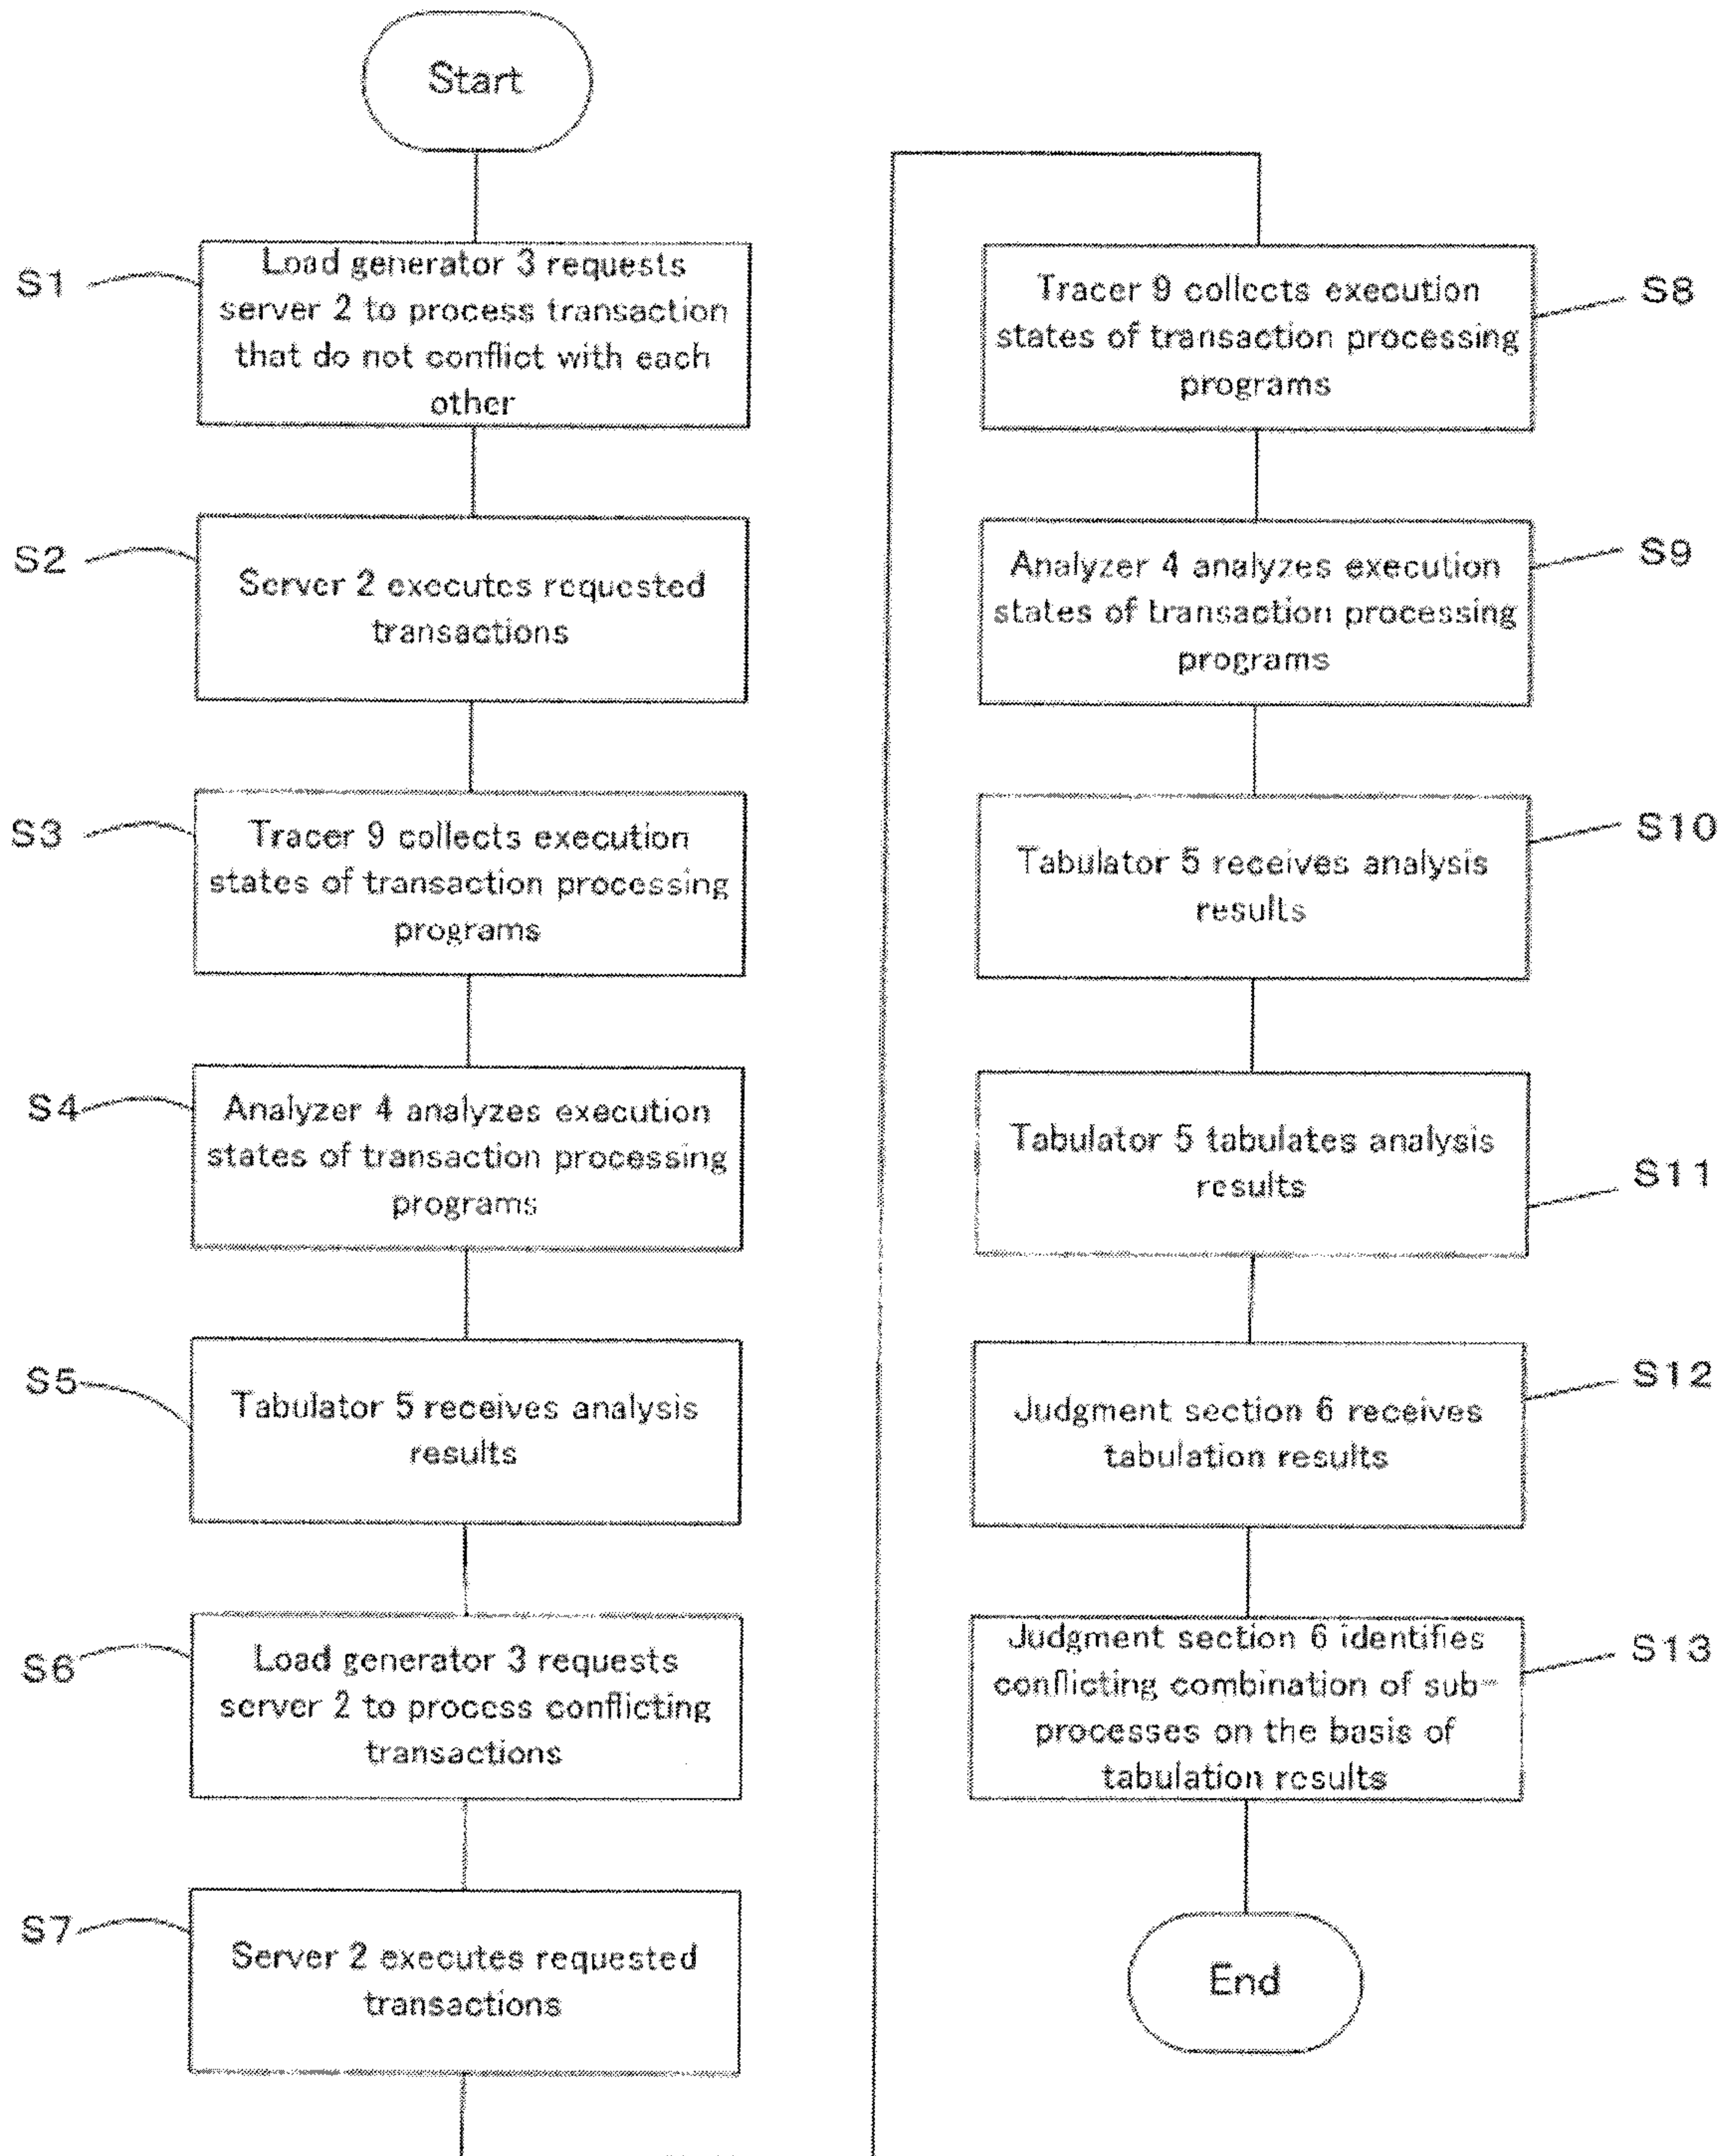 Start
S1
Load generator 3 requests
server 2 to process transaction
that do not conflict with each
other
S2
Server 2 executes requested
transactions
S3
Tracer 9 collects execution
states of transaction processing
programs
S4
Analyzer 4 analyzes execution
states of transaction processing
programs
S5
Tabulator 5 receives analysis
results
S6
Load generator 3 requests
server 2 to process conflicting
transactions
S7
Server 2 executes requested
transactions
Tracer 9 collects execution
states of transaction processing
programs
S8
Analyzer 4 analyzes execution
states of transaction processing
programs
S9
Tabulator 5 receives analysis
results
S10
Tabulator 5 tabulates analysis
results
S11
Judgment section 6 receives
tabulation results
S12
Judgment section 6 identifies
conflicting combination of sub-
processes on the basis of
tabulation results
S13
End